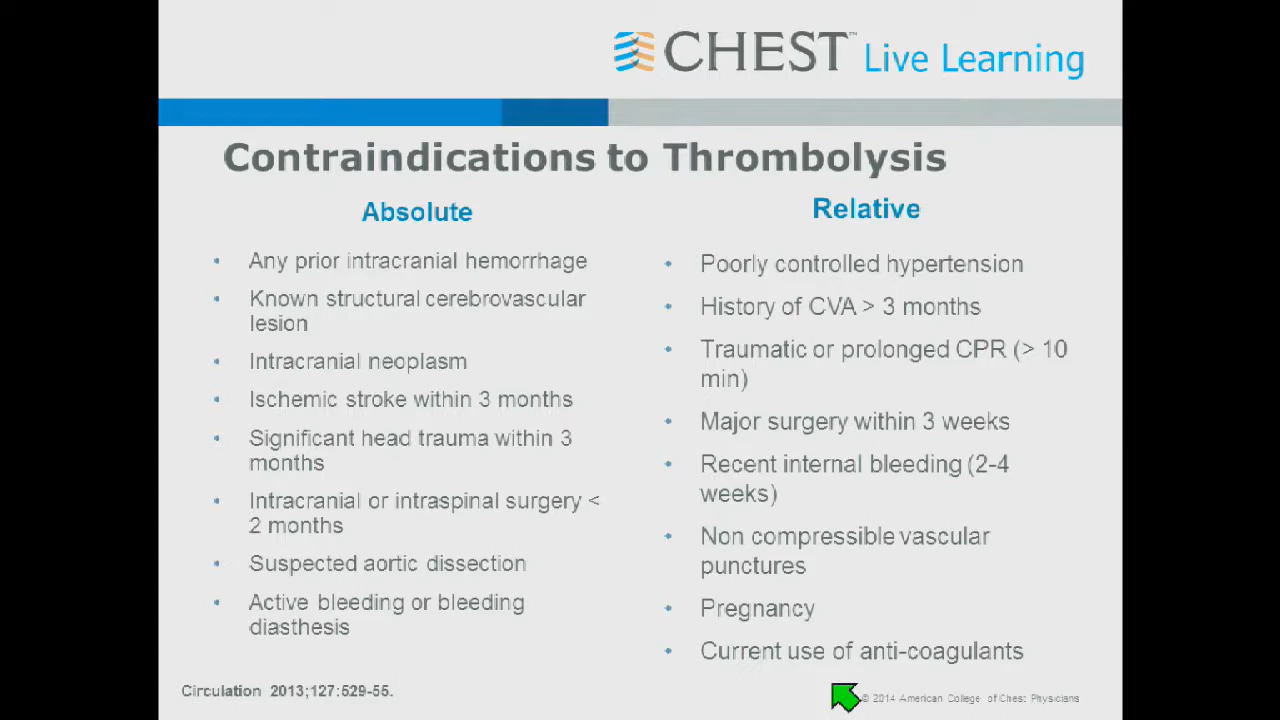 CHEST™ Live Learning
Contraindications to Thrombolysis
Absolute
• Any prior intracranial hemorrhage
• Known structural cerebrovascular
lesion
• Intracranial neoplasm
• Ischemic stroke within 3 months
• Significant head trauma within 3
months
• Intracranial or intraspinal surgery <
2 months
• Suspected aortic dissection
• Active bleeding or bleeding
diasthesis
Relative
• Poorly controlled hypertension
• History of CVA > 3 months
• Traumatic or prolonged CPR (> 10
min)
• Major surgery within 3 weeks
• Recent internal bleeding (2-4
weeks)
• Non compressible vascular
punctures
• Pregnancy
• Current use of anti-coagulants
Circulation 2013;127:529-55.
© 2014 American College of Chest Physicians